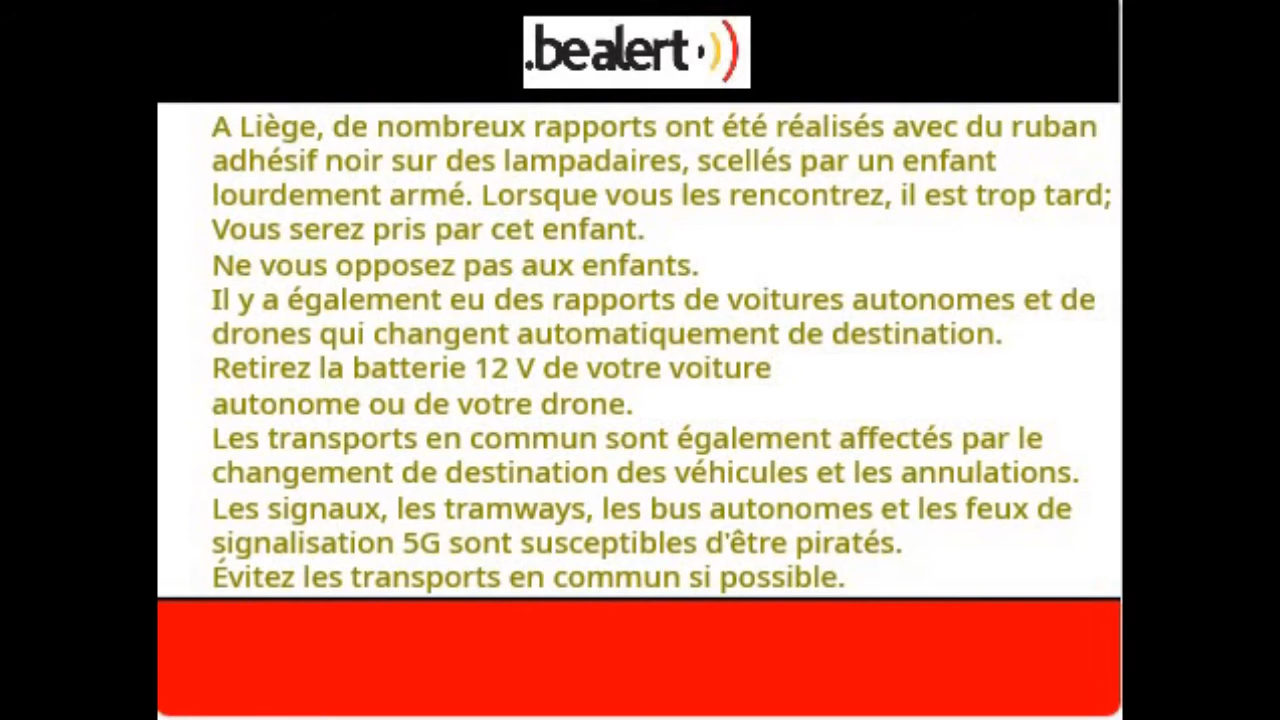 .be alert
A Liège, de nombreux rapports ont été réalisés avec du ruban
adhésif noir sur des lampadaires, scellés par un enfant
lourdement armé. Lorsque vous les rencontrez, il est trop tard;
Vous serez pris par cet enfant.
Ne vous opposez pas aux enfants.
Il y a également eu des rapports de voitures autonomes et de
drones qui changent automatiquement de destination.
Retirez la batterie 12 V de votre voiture
autonome ou de votre drone.
Les transports en commun sont également affectés par le
changement de destination des véhicules et les annulations.
Les signaux, les tramways, les bus autonomes et les feux de
signalisation 5G sont susceptibles d'être piratés.
Évitez les transports en commun si possible.